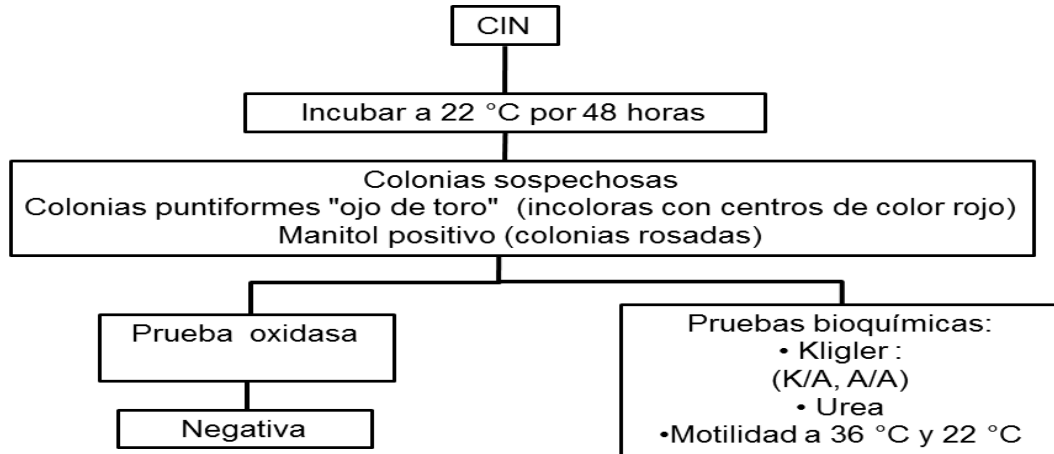 CIN
Incubar a 22 °C por 48 horas
Colonias sospechosas
Colonias puntiformes "ojo de toro" (incoloras con centros de color rojo)
Manitol positivo (colonias rosadas)
Prueba oxidasa
Negativa
Pruebas bioquímicas:
• Kligler :
(K/A, A/A)
• Urea
•Motilidad a 36 °C y 22 °C